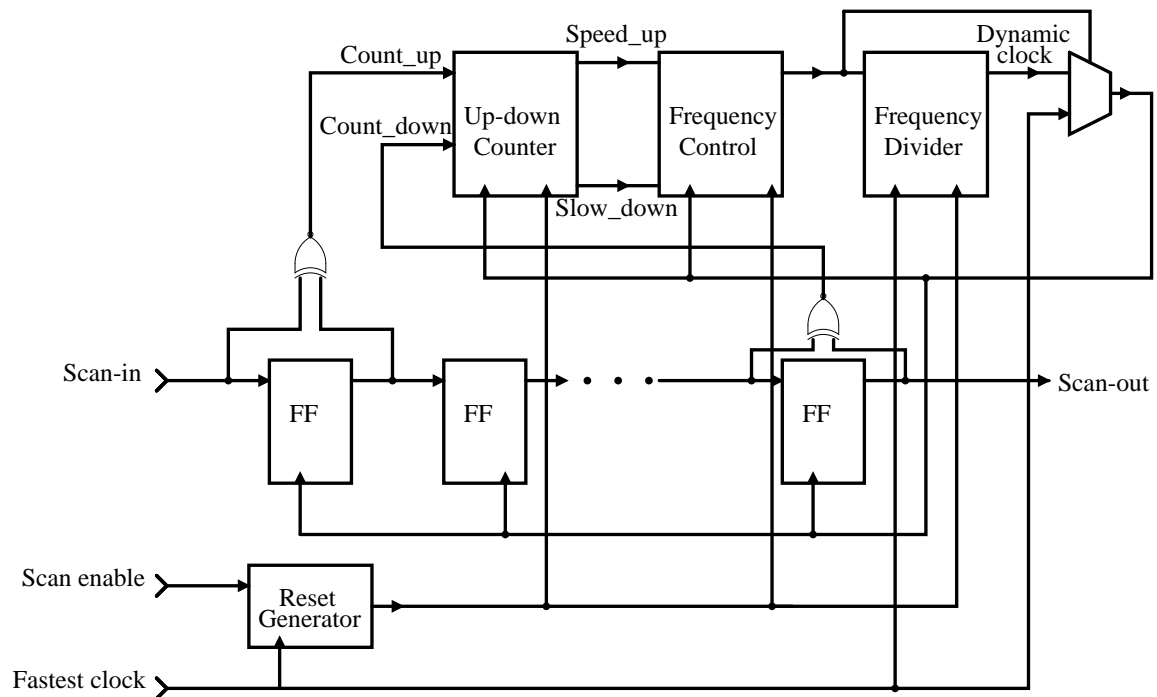 Speed_up
Dynamic
clock
Count_up
Up-down
Counter
Frequency
Control
Frequency
Divider
Count_down
Slow_down
Scan-in
FF
FF
FF
Scan-out
Scan enable
Reset
Generator
Fastest clock